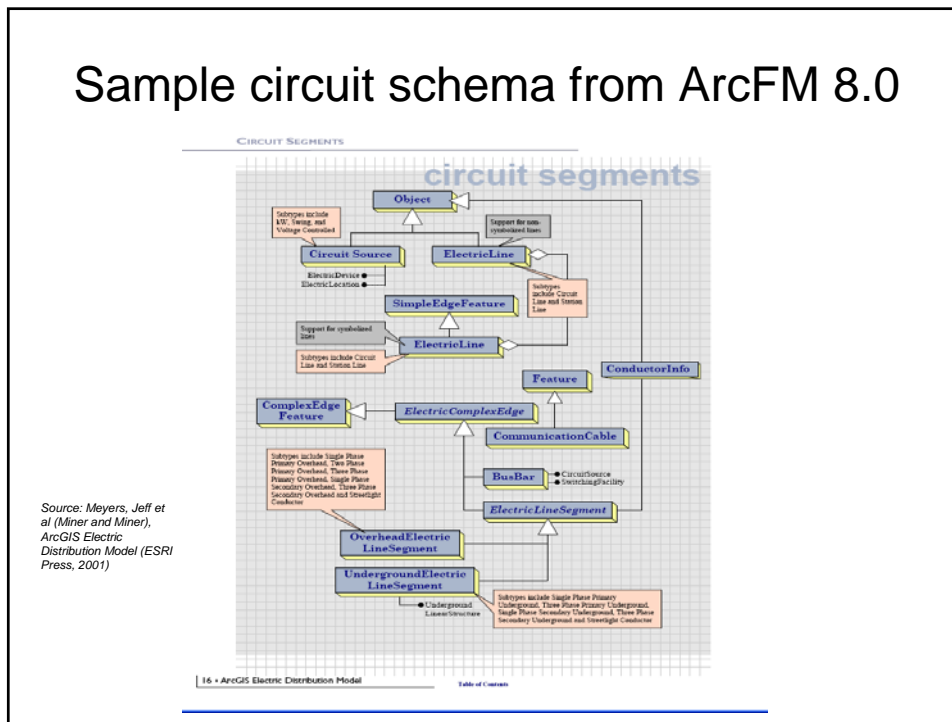 Sample circuit schema from ArcFM 8.0
CIRCUIT SEGMENTS
circuit segments
Object
Subtypes include
kW, Swing, and
Voltage Controlled
Support for non-
symbolized lines
Circuit Source
ElectricLine
ElectricDevice
ElectricLocation
Subtypes
include Circuit
Line and Station
Line
SimpleEdgeFeature
Support for symbolized
lines
ElectricLine
Subtypes include Circuit
Line and Station Line
ConductorInfo
Feature
ComplexEdge
Feature
ElectricComplexEdge
CommunicationCable
Subtypes include Single Phase
Primary Overhead, Two Phase
Primary Overhead, Three Phase
Primary Overhead, Single Phase
Secondary Overhead, Three Phase
Secondary Overhead and Streetlight
Conductor
BusBar
CircuitSource
SwitchingFacility
ElectricLineSegment
Source: Meyers, Jeff et
al (Miner and Miner),
ArcGIS Electric
Distribution Model (ESRI
Press, 2001)
OverheadElectric
LineSegment
UndergroundElectric
LineSegment
Underground
LinearStructure
Subtypes include Single Phase Primary
Underground, Three Phase Primary Underground,
Single Phase Secondary Underground, Three Phase
Secondary Underground and Streetlight Conductor
16 • ArcGIS Electric Distribution Model
Table of Contents